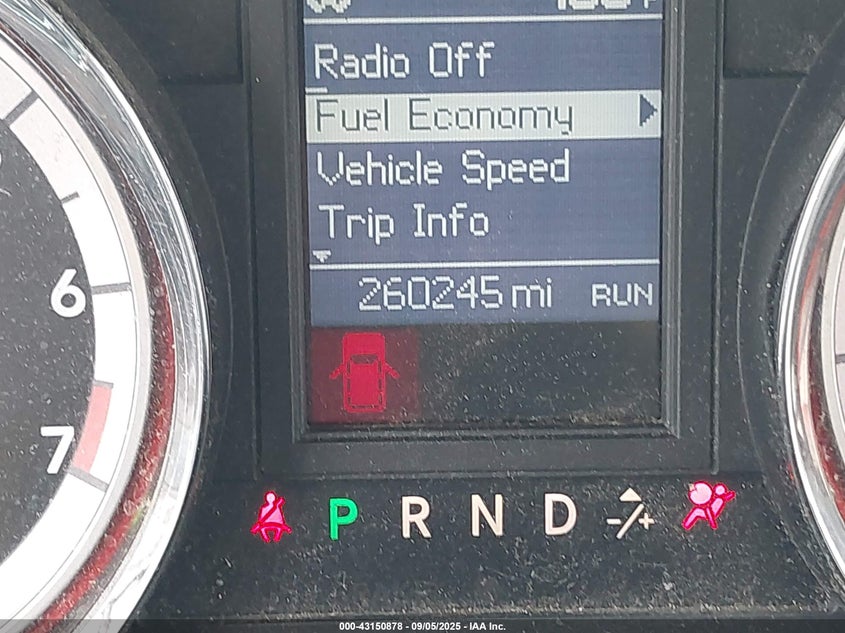 Radio Off
Fuel Economy
Vehicle Speed
Trip Info
260245 mi RUN
6
7
P R N D -/+
000-43150878 - 09/05/2025 - IAA Inc.